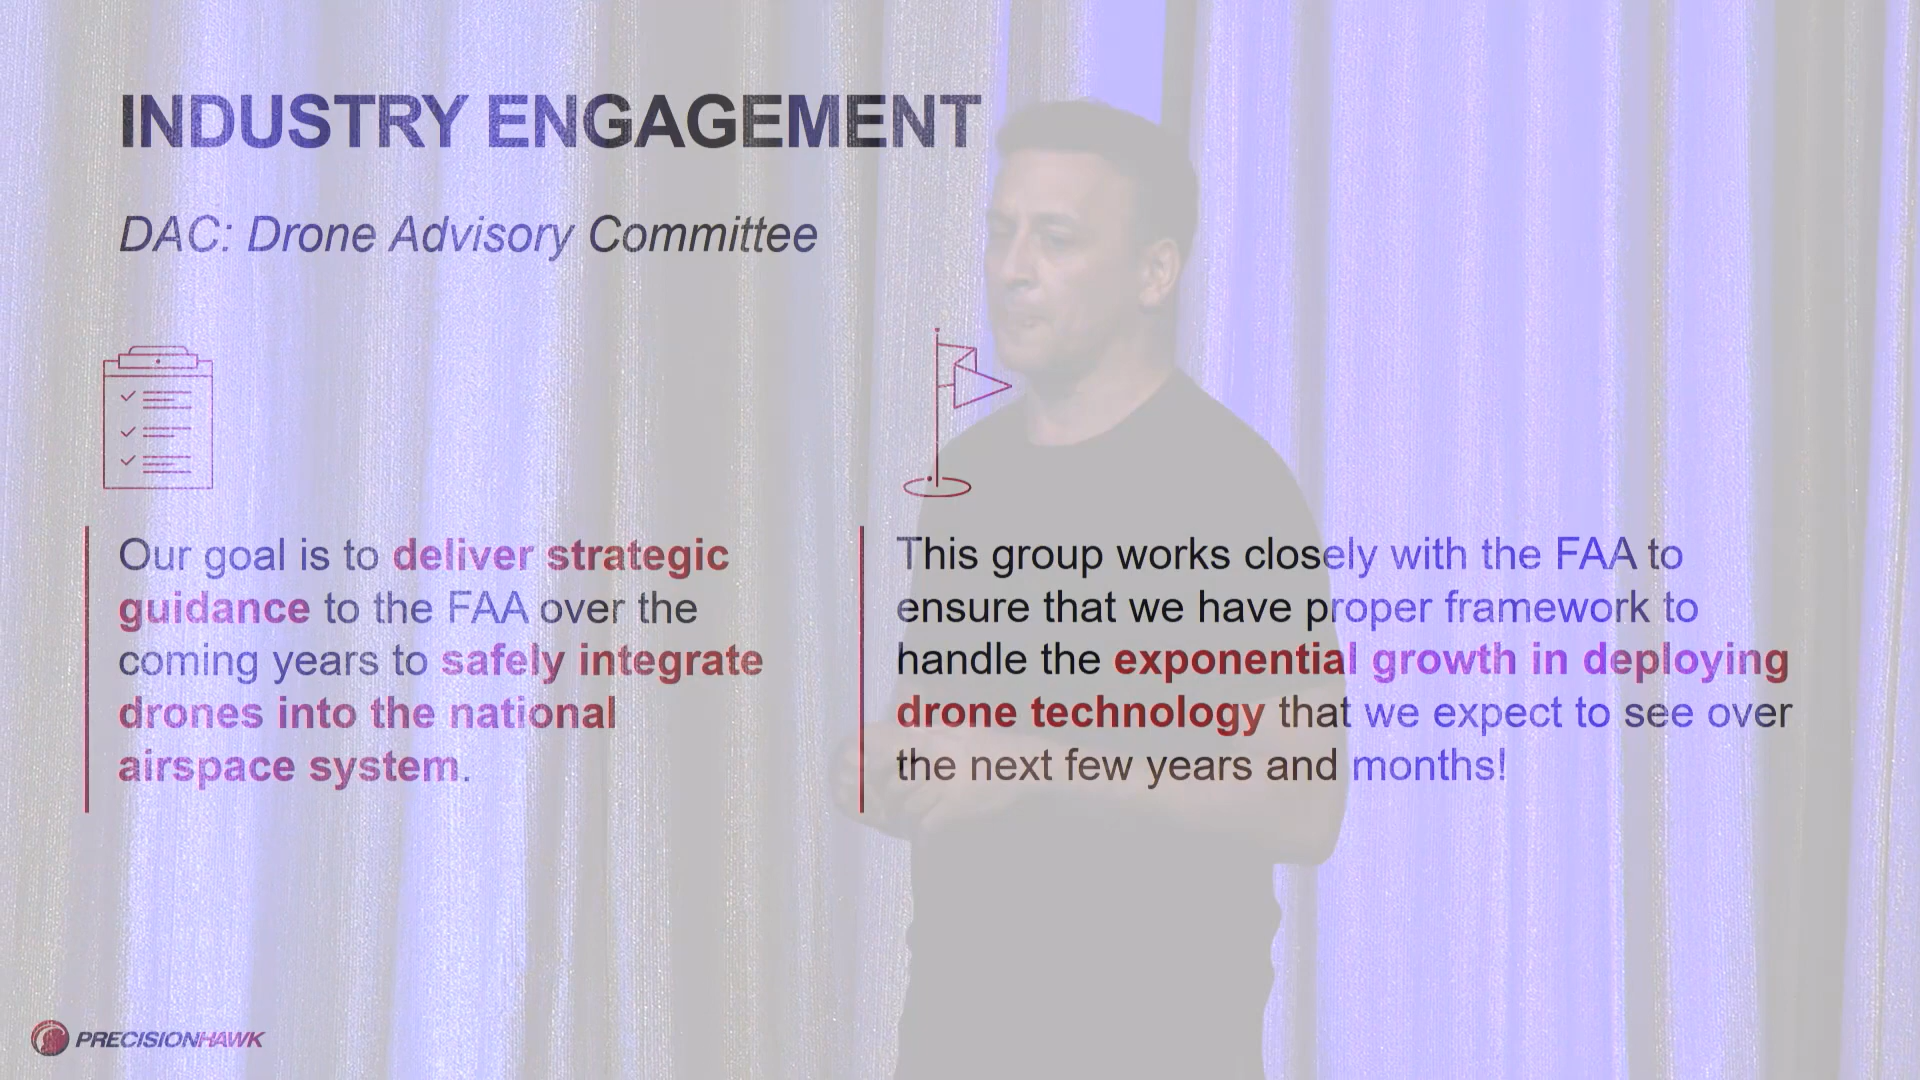 INDUSTRY ENGAGEMENT
DAC: Drone Advisory Committee
Our goal is to deliver strategic
guidance to the FAA over the
coming years to safely integrate
drones into the national
airspace system.
This group works closely with the FAA to
ensure that we have proper framework to
handle the exponential growth in deploying
drone technology that we expect to see over
the next few years and months!
PRECISIONHAWK